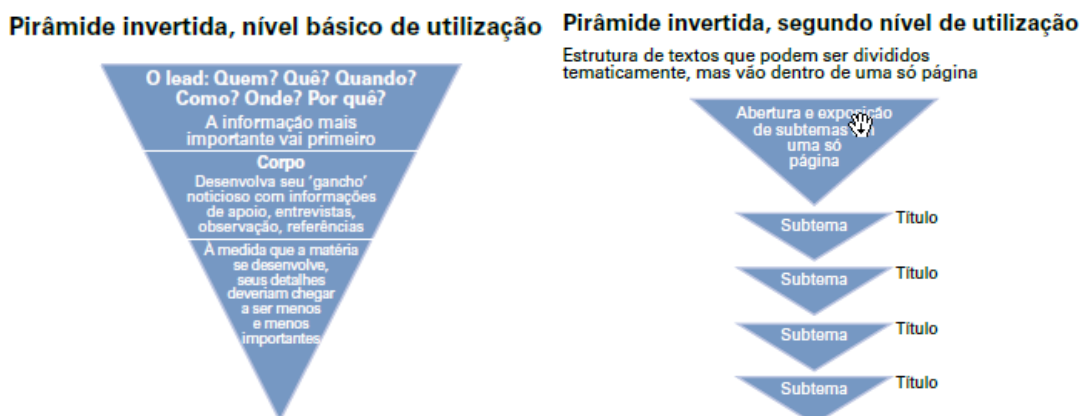 Pirâmide invertida, nível básico de utilização
O lead: Quem? Quê? Quando?
Como? Onde? Por quê?
A informação mais
importante vai primeiro
Corpo
Desenvolva seu 'gancho'
noticioso com informações
de apoio, entrevistas,
observação, referências
À medida que a matéria
se desenvolve,
seus detalhes
deveriam chegar
a ser menos
e menos
importantes
Pirâmide invertida, segundo nível de utilização
Estrutura de textos que podem ser divididos
tematicamente, mas vão dentro de uma só página
Abertura e exposição
de subtemas
uma só
página
Subtema
Título
Subtema
Título
Subtema
Título
Subtema
Título